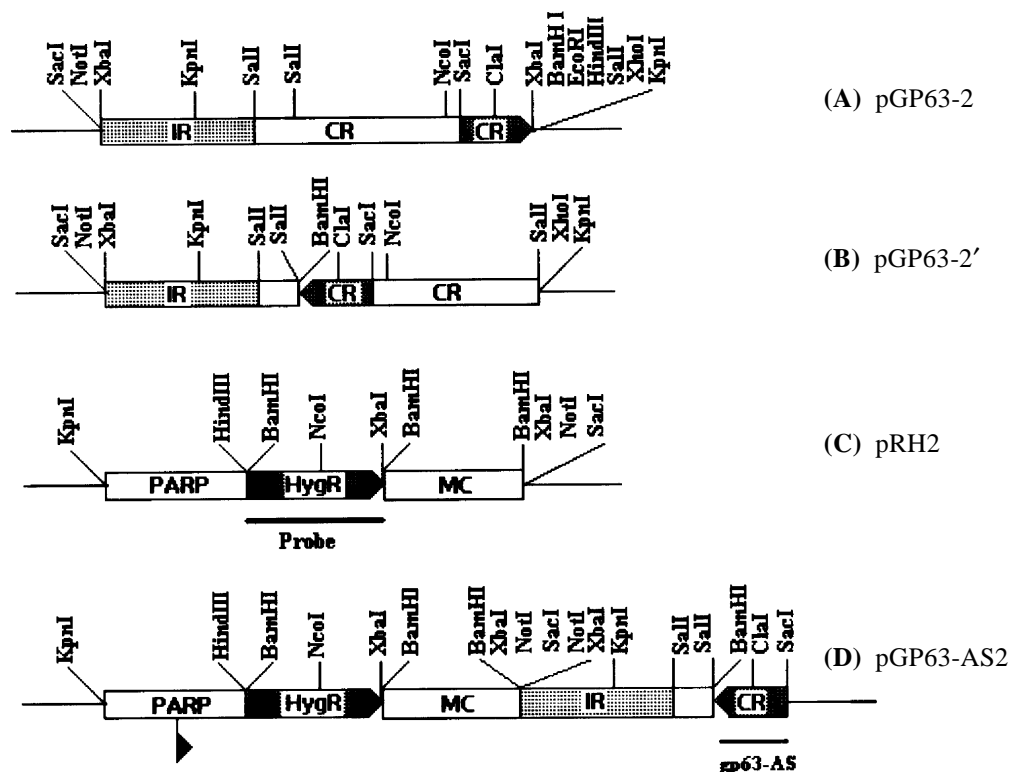 SacI NotI XbaI KpnI SalI SalI NcoI SacI ClaI XbaI BamHI EcoRI HindIII SalI XhoI KpnI
IR CR CR
(A) pGP63-2
SacI NotI XbaI KpnI SalI SalI BamHI ClaI SacI NcoI SalI XhoI KpnI
IR CR CR
(B) pGP63-2′
KpnI HindIII BamHI NcoI XbaI BamHI BamHI XbaI NotI SacI
PARP HygR MC
(C) pRH2
Probe
KpnI HindIII BamHI NcoI XbaI BamHI BamHI XbaI NotI SacI NotI XbaI KpnI SalI SalI BamHI ClaI SacI
PARP HygR MC IR CR
(D) pGP63-AS2
gp63-AS